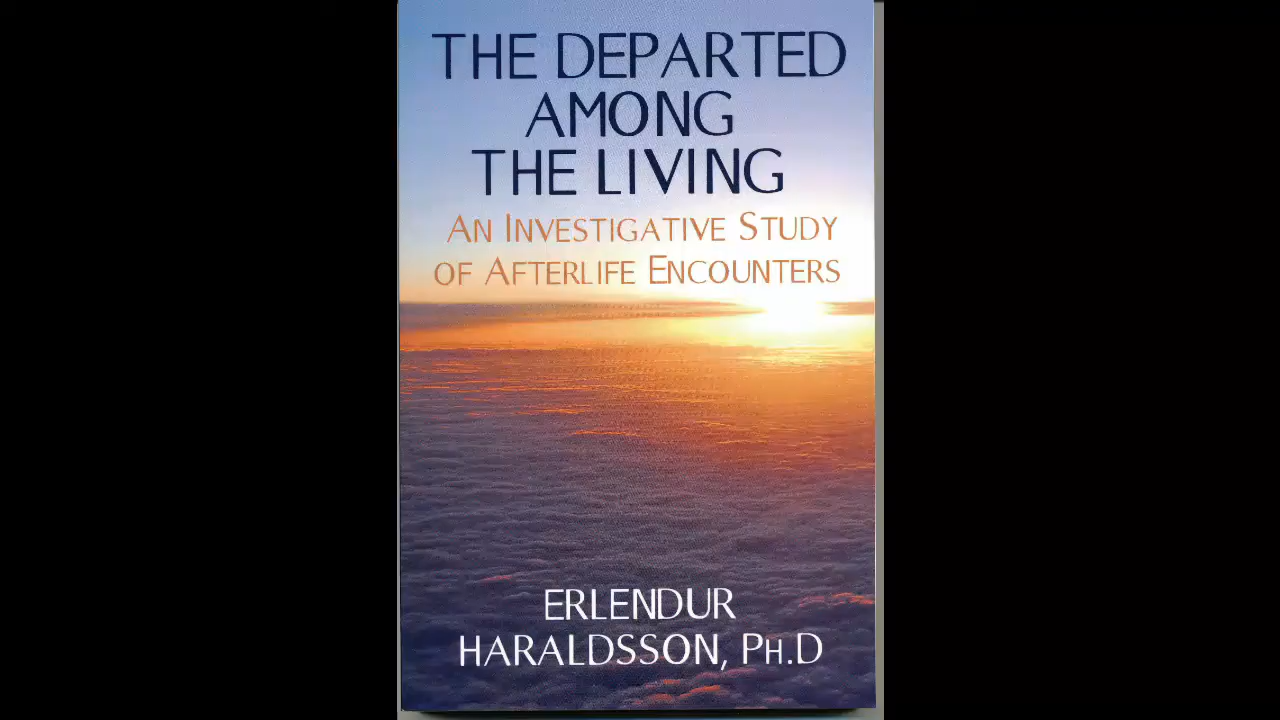 THE DEPARTED
AMONG
THE LIVING
AN INVESTIGATIVE STUDY
OF AFTERLIFE ENCOUNTERS
ERLENDUR
HARALDSSON, PH.D